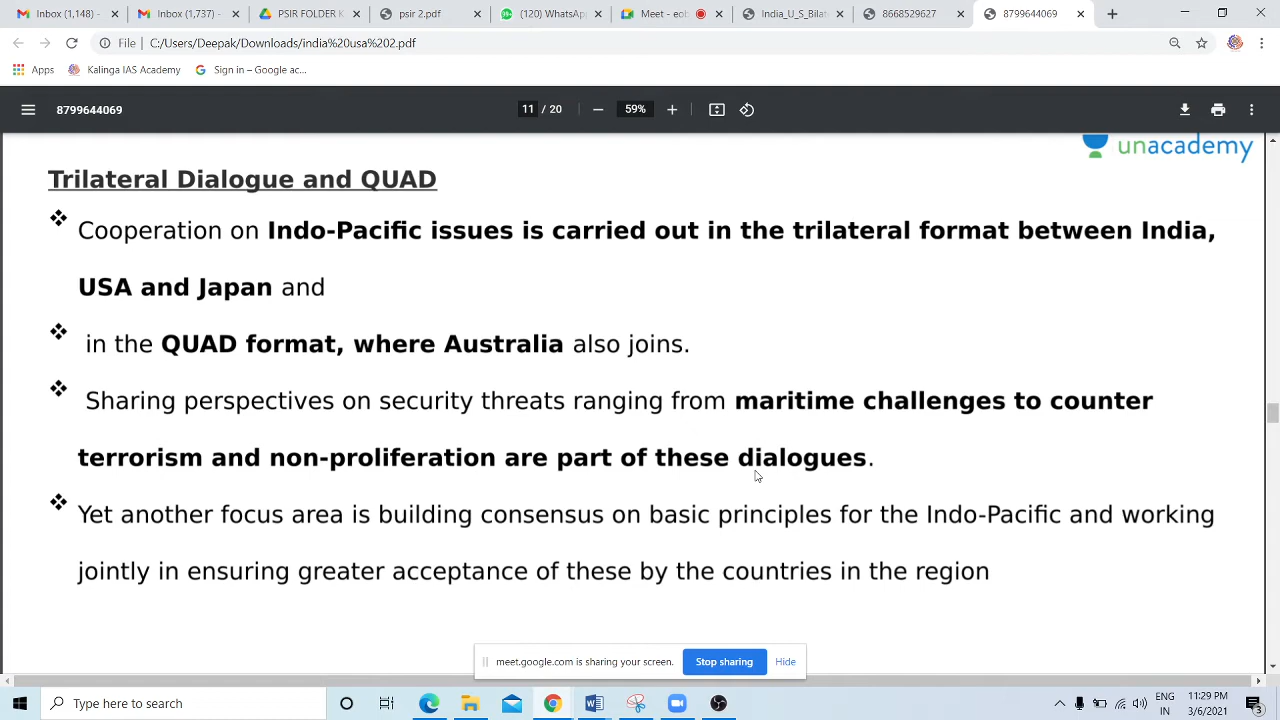 Inbox (1,148) -
Inbox (1,737) -
PSIR FOLDER K
psir 2.pdf
(120) WhatsAp
Meet - eob
India_U_S_Bilat
8668529627
8799644069
File | C:/Users/Deepak/Downloads/india%20usa%202.pdf
Apps Kalinga IAS Academy Sign in – Google ac...
8799644069 11 / 20 59%
unacademy
Trilateral Dialogue and QUAD
Cooperation on Indo-Pacific issues is carried out in the trilateral format between India,
USA and Japan and
in the QUAD format, where Australia also joins.
Sharing perspectives on security threats ranging from maritime challenges to counter
terrorism and non-proliferation are part of these dialogues.
Yet another focus area is building consensus on basic principles for the Indo-Pacific and working
jointly in ensuring greater acceptance of these by the countries in the region
meet.google.com is sharing your screen. Stop sharing Hide
Type here to search
ENG
IN
11:29 PM
3/6/2021
3